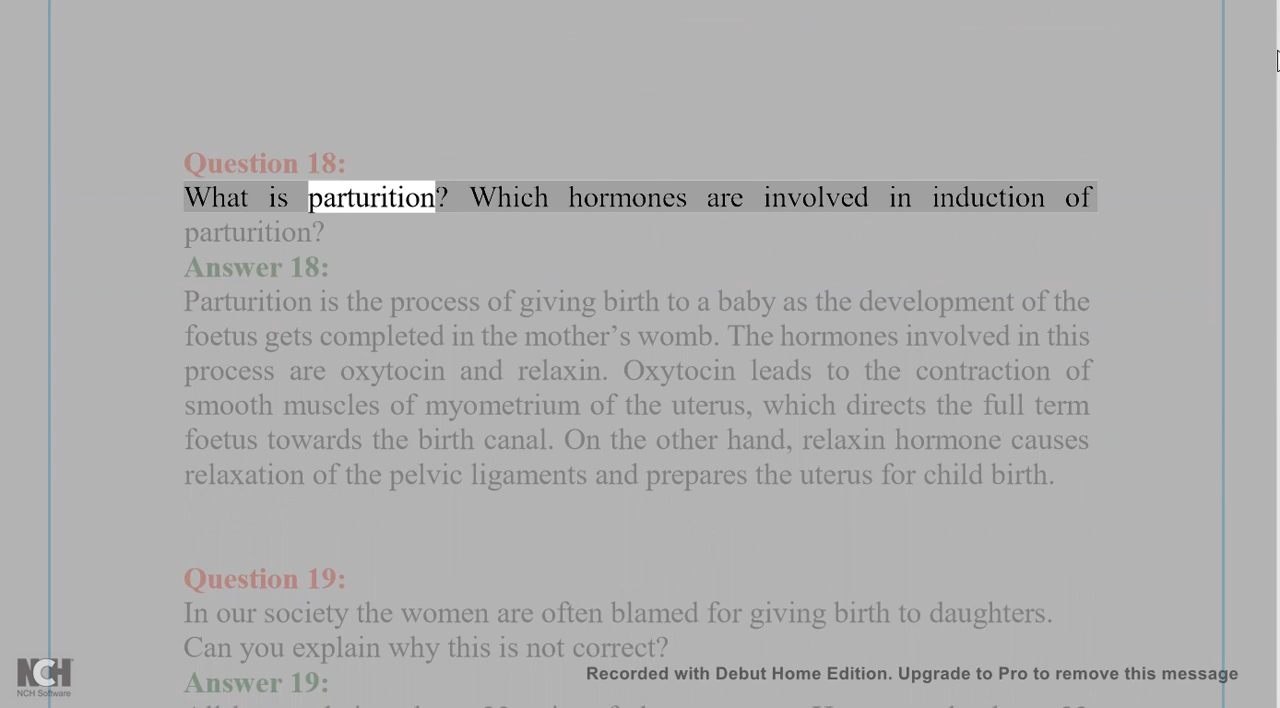 Question 18:
What is parturition? Which hormones are involved in induction of
parturition?
Answer 18:
Parturition is the process of giving birth to a baby as the development of the
foetus gets completed in the mother's womb. The hormones involved in this
process are oxytocin and relaxin. Oxytocin leads to the contraction of
smooth muscles of myometrium of the uterus, which directs the full term
foetus towards the birth canal. On the other hand, relaxin hormone causes
relaxation of the pelvic ligaments and prepares the uterus for child birth.
Question 19:
In our society the women are often blamed for giving birth to daughters.
Can you explain why this is not correct?
NCH
NCH Software
Recorded with Debut Home Edition. Upgrade to Pro to remove this message
Answer 19: